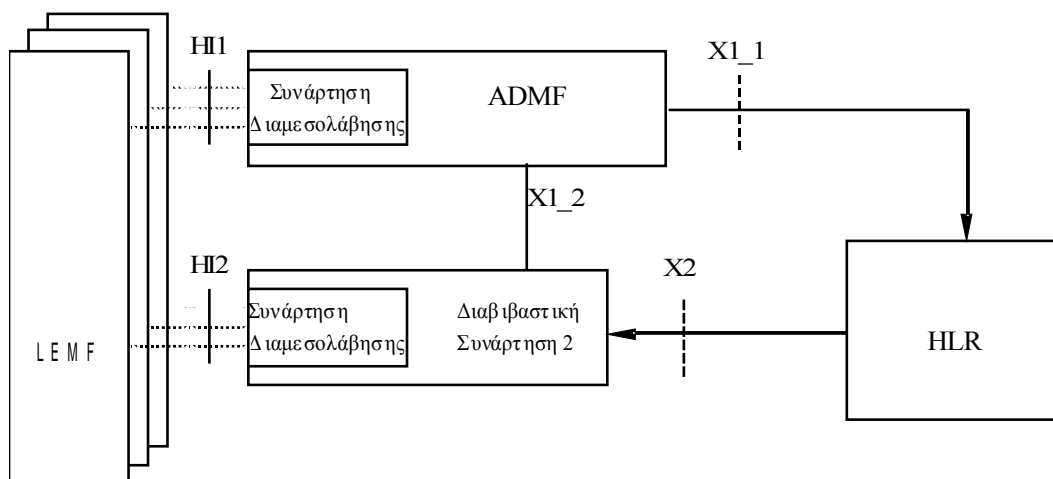 HI1
X1_1
Συνάρτηση
Διαμεσολάβησης
ADMF
X1_2
HI2
X2
Συνάρτηση
Διαμεσολάβησης
Διαβιβαστική
Συνάρτηση 2
HLR
LEMF